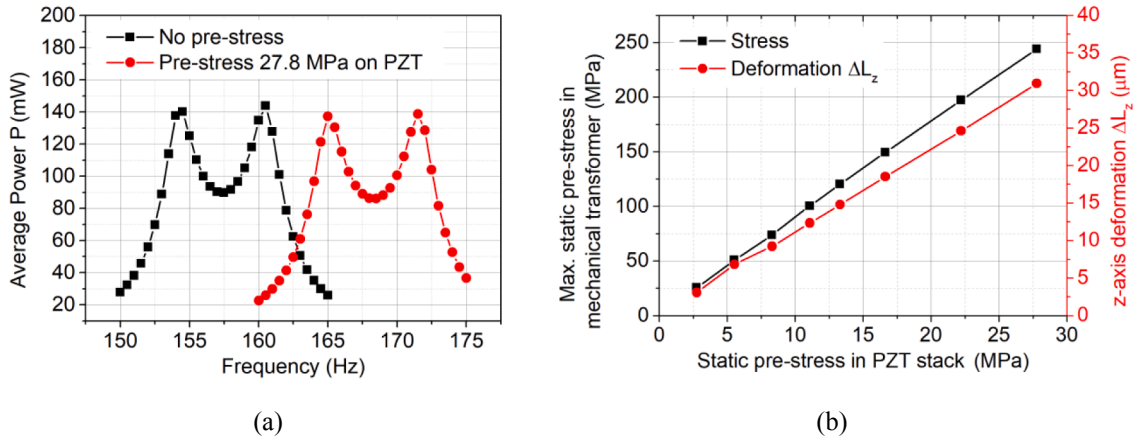 200
180
160
140
120
100
80
60
40
20
Average Power P (mW)
No pre-stress
Pre-stress 27.8 MPa on PZT
150 155 160 165 170 175
Frequency (Hz)
(a)
250
200
150
100
50
0
Max. static pre-stress in
mechanical transformer (MPa)
Stress
Deformation ΔLz
40
35
30
25
20
15
10
5
0
z-axis deformation ΔLz (μm)
0 5 10 15 20 25 30
Static pre-stress in PZT stack (MPa)
(b)